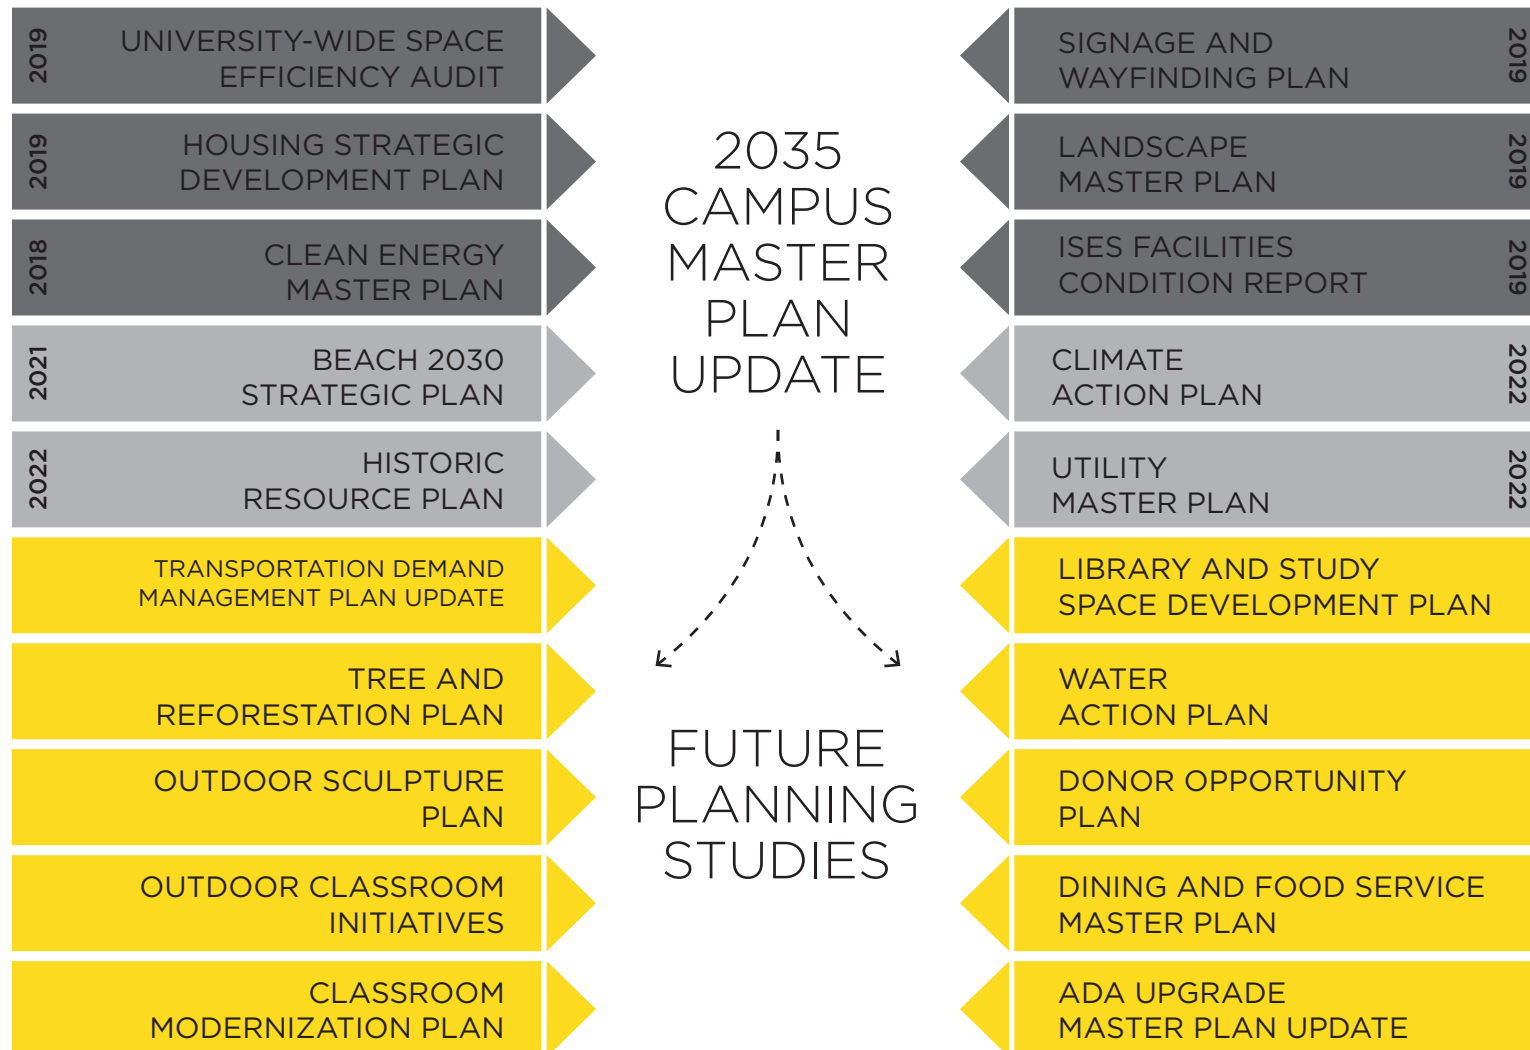 2019
UNIVERSITY-WIDE SPACE
EFFICIENCY AUDIT
2019
HOUSING STRATEGIC
DEVELOPMENT PLAN
2018
CLEAN ENERGY
MASTER PLAN
2021
BEACH 2030
STRATEGIC PLAN
2022
HISTORIC
RESOURCE PLAN
TRANSPORTATION DEMAND
MANAGEMENT PLAN UPDATE
TREE AND
REFORESTATION PLAN
OUTDOOR SCULPTURE
PLAN
OUTDOOR CLASSROOM
INITIATIVES
CLASSROOM
MODERNIZATION PLAN
2035
CAMPUS
MASTER
PLAN
UPDATE
FUTURE
PLANNING
STUDIES
SIGNAGE AND
WAYFINDING PLAN
2019
LANDSCAPE
MASTER PLAN
2019
ISES FACILITIES
CONDITION REPORT
2019
CLIMATE
ACTION PLAN
2022
UTILITY
MASTER PLAN
2022
LIBRARY AND STUDY
SPACE DEVELOPMENT PLAN
WATER
ACTION PLAN
DONOR OPPORTUNITY
PLAN
DINING AND FOOD SERVICE
MASTER PLAN
ADA UPGRADE
MASTER PLAN UPDATE